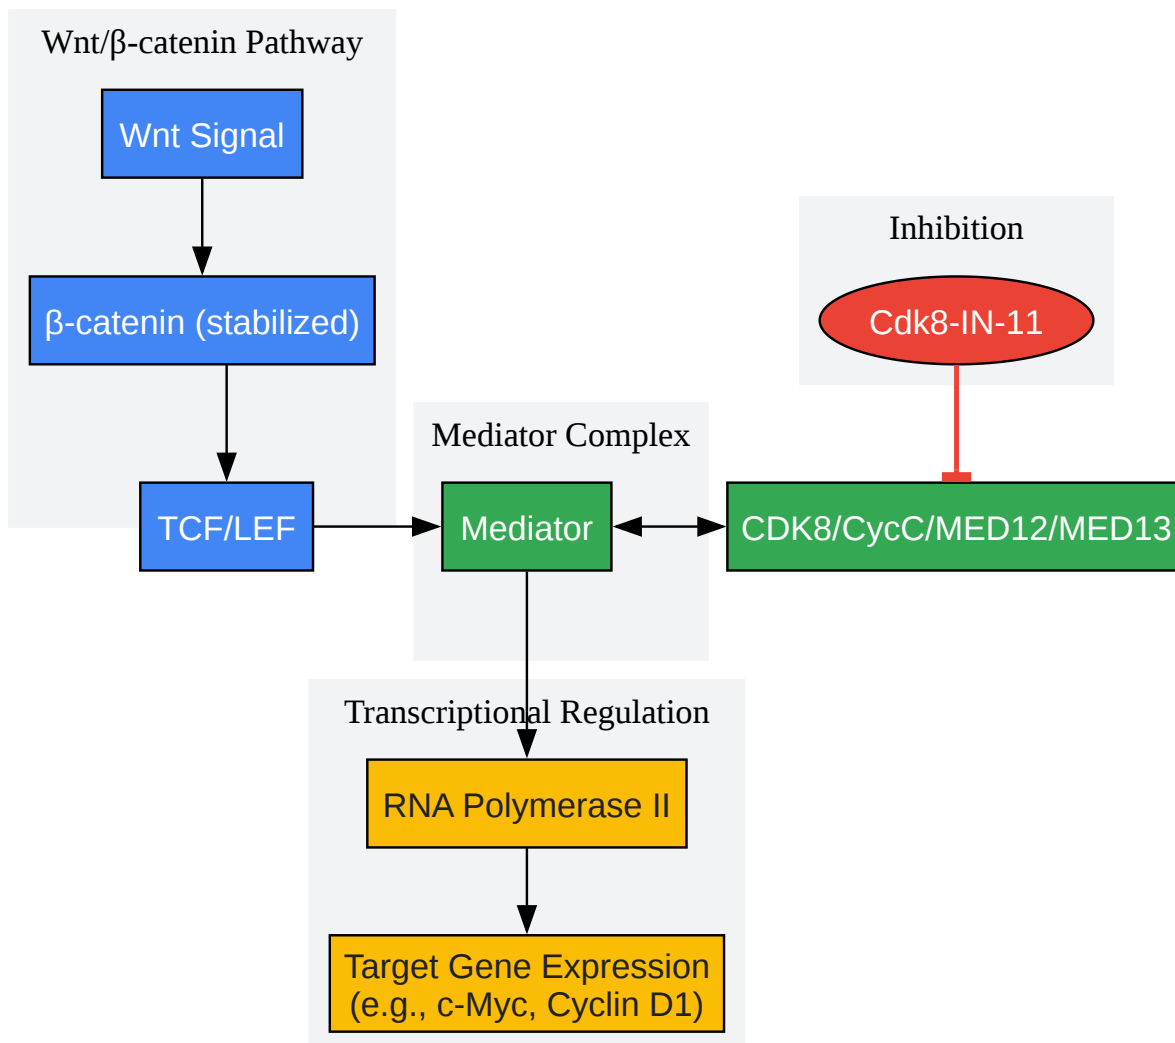 Wnt/β-catenin Pathway
Wnt Signal
β-catenin (stabilized)
TCF/LEF
Inhibition
Cdk8-IN-11
Mediator Complex
Mediator
CDK8/CycC/MED12/MED13
Transcriptional Regulation
RNA Polymerase II
Target Gene Expression
(e.g., c-Myc, Cyclin D1)